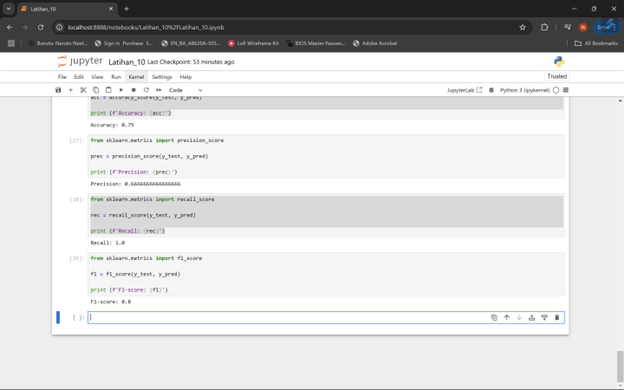 Latihan_10
localhost:8888/notebooks/Latihan_10%2FLatihan_10.ipynb
Boruto: Naruto Next...
Sign In
Purchase S...
EN_BA_AB620A-S03...
Lofi Wireframe Kit
BIOS Master Passwo...
Adobe Acrobat
All Bookmarks
jupyter Latihan_10 Last Checkpoint: 53 minutes ago
File Edit View Run Kernel Settings Help
Trusted
Code
JupyterLab
Python 3 (ipykernel)
acc = accuracy_score(y_test, y_pred)
print (f'Accuracy: {acc}')
Accuracy: 0.75
[27]:
from sklearn.metrics import precision_score
prec = precision_score(y_test, y_pred)
print (f'Precision: {prec}')
Precision: 0.6666666666666666
[28]:
from sklearn.metrics import recall_score
rec = recall_score(y_test, y_pred)
print (f'Recall: {rec}')
Recall: 1.0
[29]:
from sklearn.metrics import f1_score
f1 = f1_score(y_test, y_pred)
print (f'F1-score: {f1}')
F1-score: 0.8
[ ]: